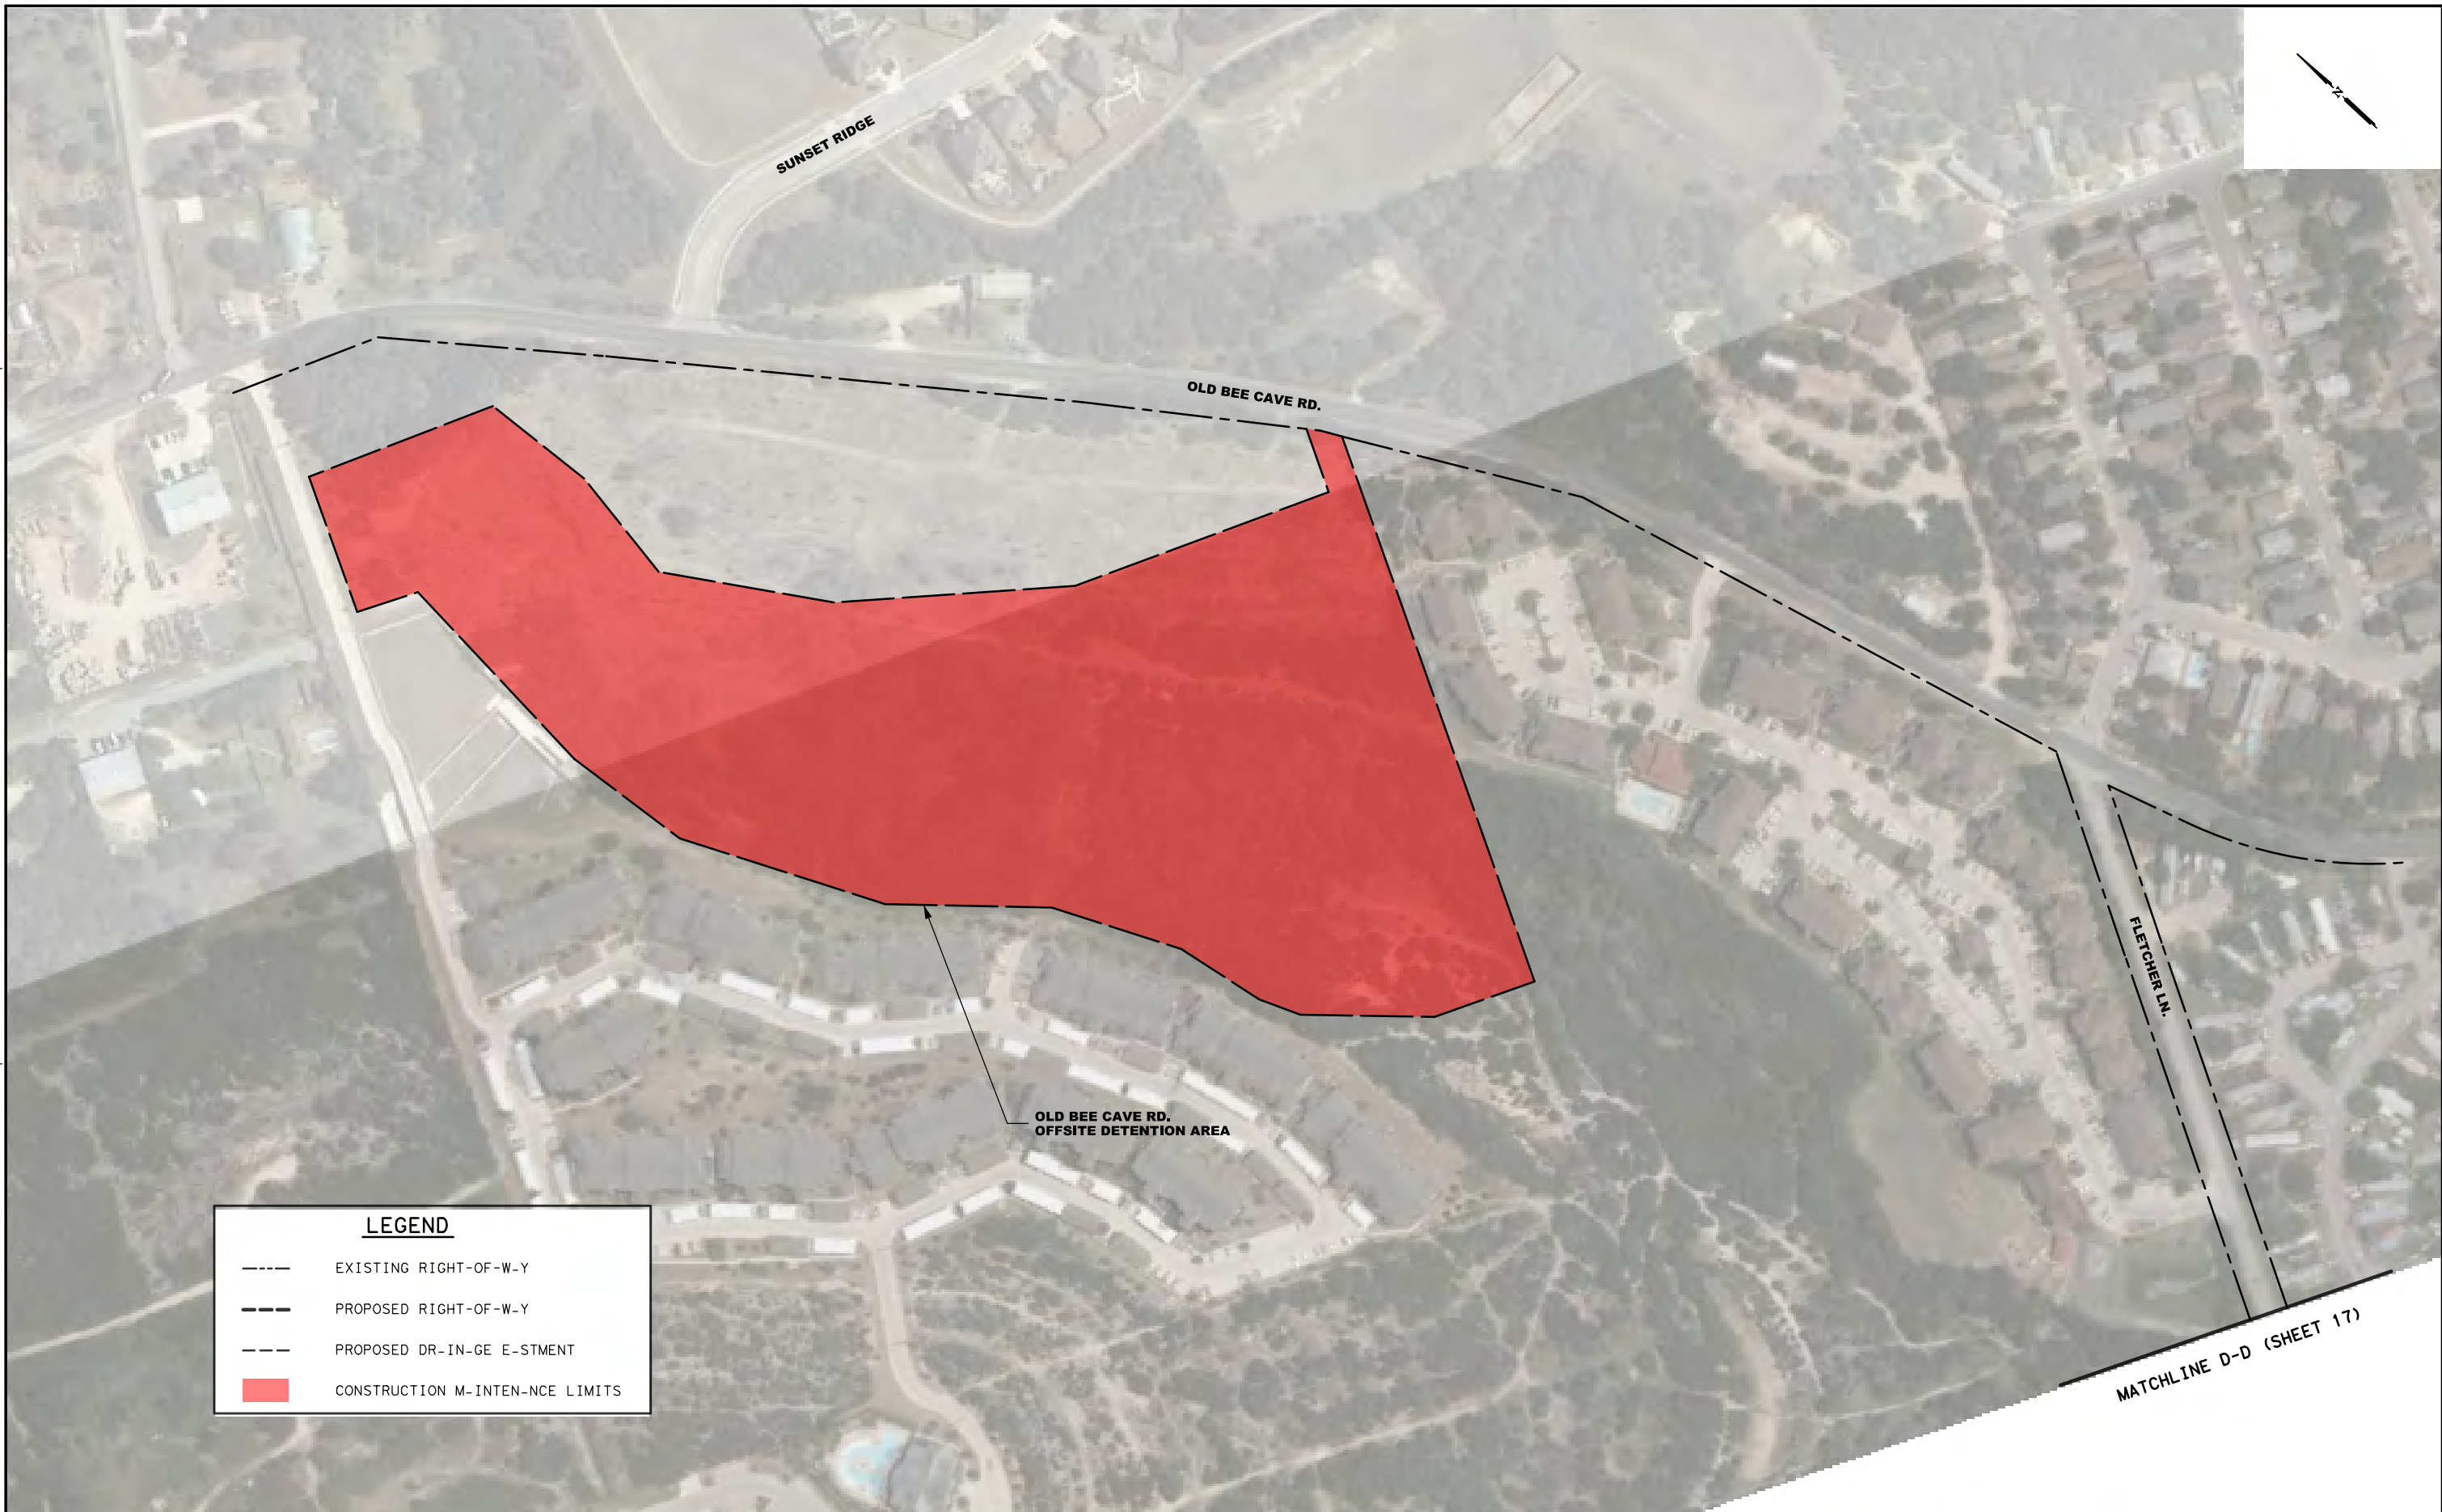 N
SUNSET RIDGE
OLD BEE CAVE RD.
FLETCHER LN.
OLD BEE CAVE RD.
OFFSITE DETENTION AREA
LEGEND
EXISTING RIGHT-OF-W-Y
PROPOSED RIGHT-OF-W-Y
PROPOSED DR-IN-GE E-STMENT
CONSTRUCTION M-INTEN-NCE LIMITS
MATCHLINE D-D (SHEET 17)